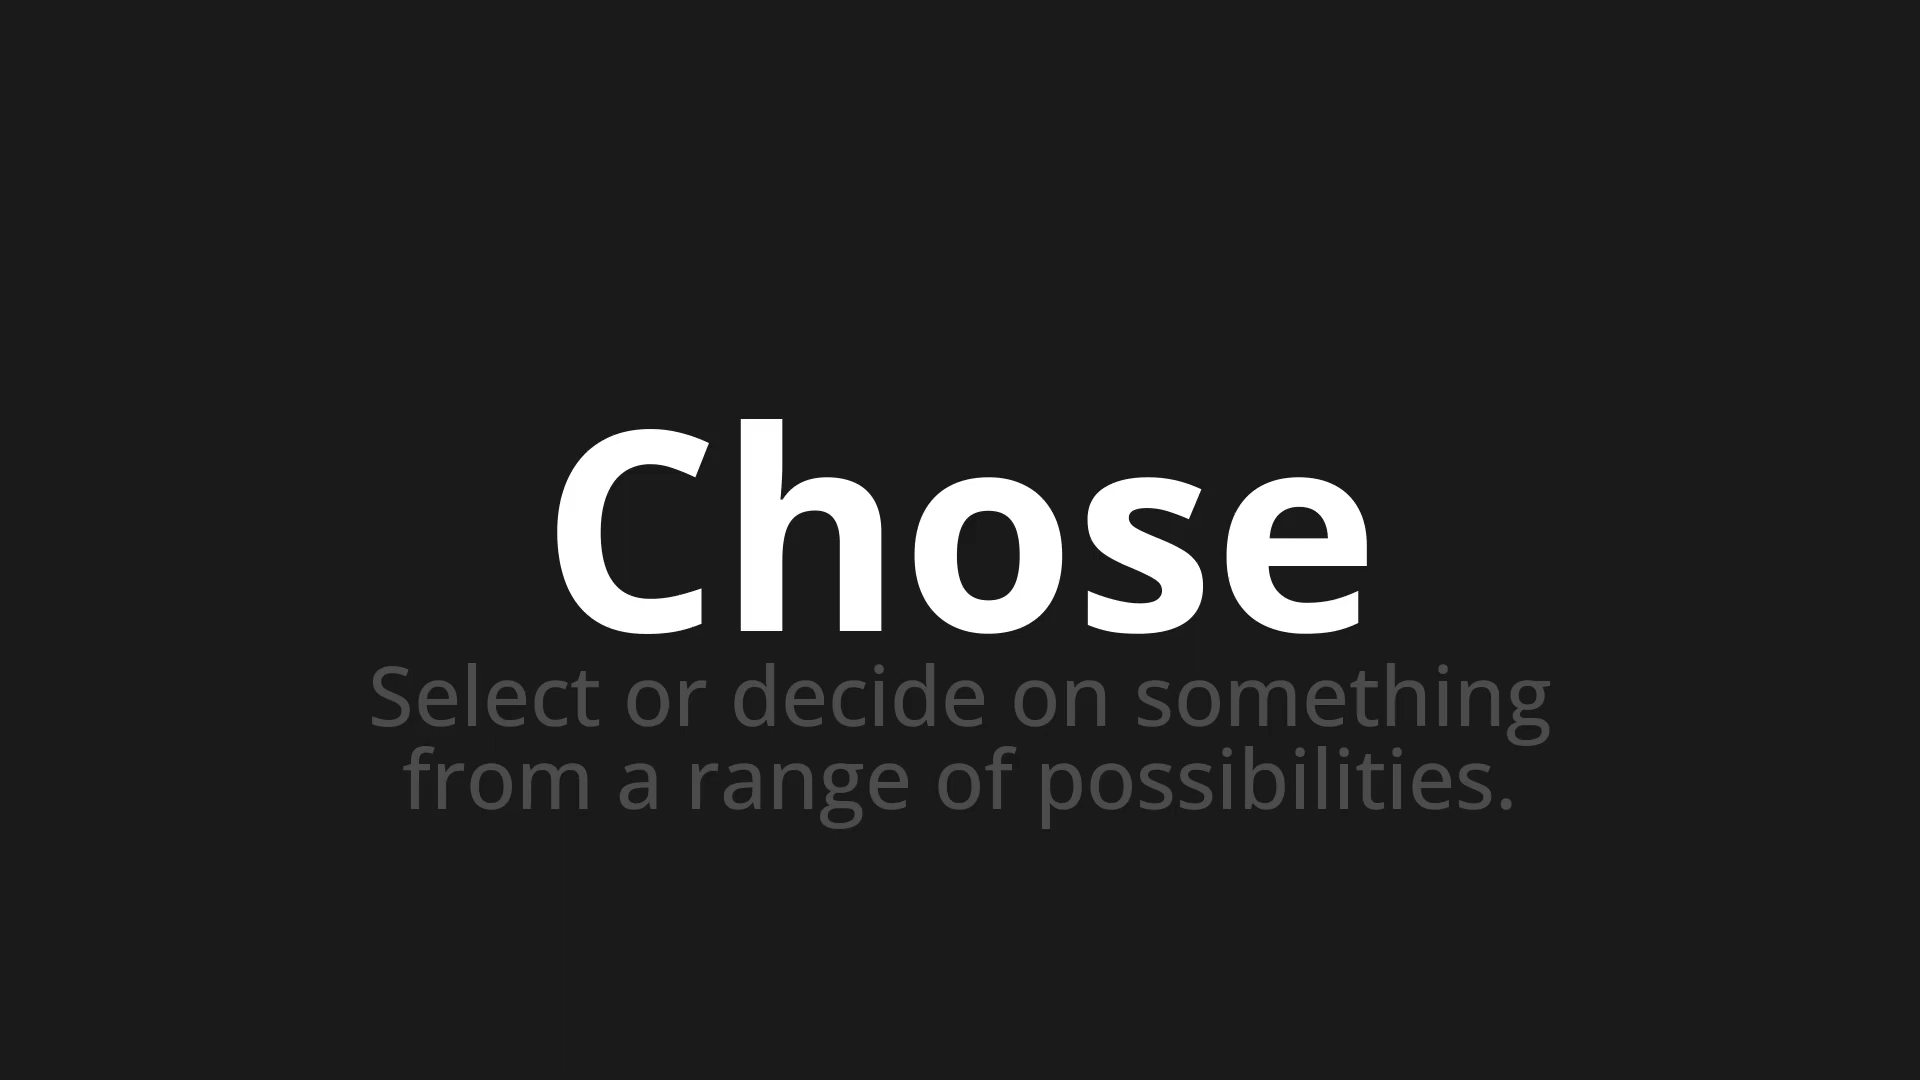 Chose
Select or decide on something
from a range of possibilities.